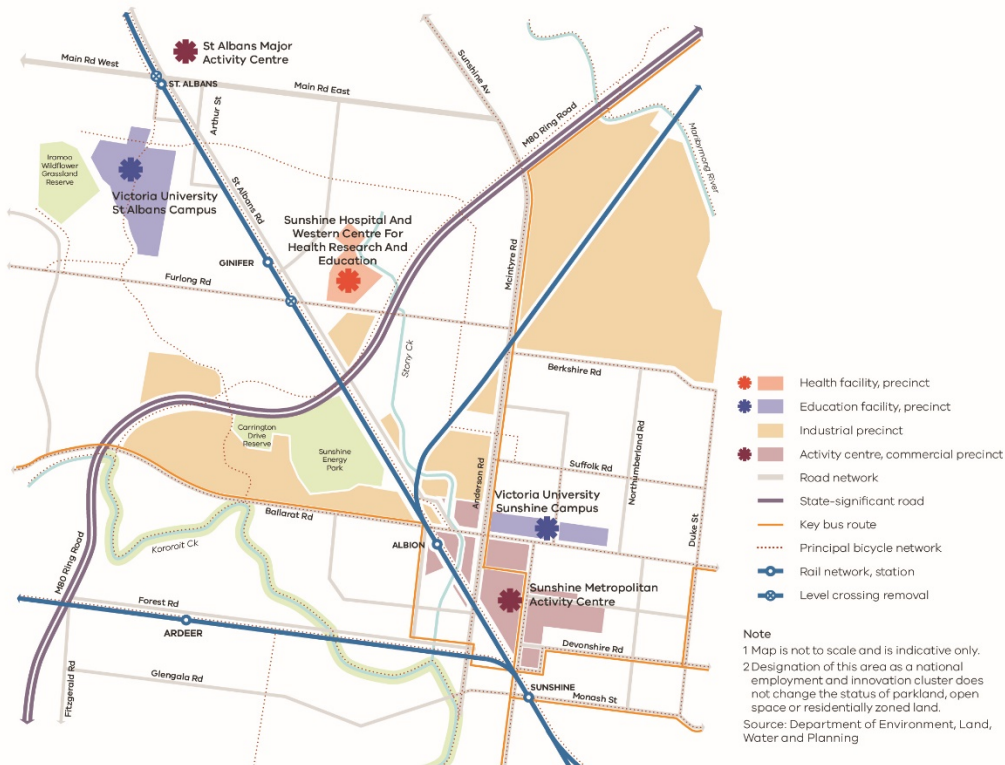 St Albans Major
Activity Centre
Main Rd West
ST. ALBANS
Main Rd East
Sunshine Av
M80 Ring Road
Maribyrnong River
Arthur St
Iramoo
Wildflower
Grassland
Reserve
Victoria University
St Albans Campus
St Albans Rd
Sunshine Hospital And
Western Centre For
Health Research And
Education
GINIFER
Furlong Rd
McIntyre Rd
Stony Ck
Berkshire Rd
Carrington
Drive
Reserve
Sunshine
Energy
Park
Anderson Rd
Suffolk Rd
Northumberland Rd
Victoria University
Sunshine Campus
Ballarat Rd
Duke St
Kororoit Ck
ALBION
M80 Ring Road
Sunshine Metropolitan
Activity Centre
Forest Rd
ARDEER
Devonshire Rd
Glengala Rd
Fitzgerald Rd
SUNSHINE
Monash St
Health facility, precinct
Education facility, precinct
Industrial precinct
Activity centre, commercial precinct
Road network
State-significant road
Key bus route
Principal bicycle network
Rail network, station
Level crossing removal
Note
1 Map is not to scale and is indicative only.
2 Designation of this area as a national
employment and innovation cluster does
not change the status of parkland, open
space or residentially zoned land.
Source: Department of Environment, Land,
Water and Planning